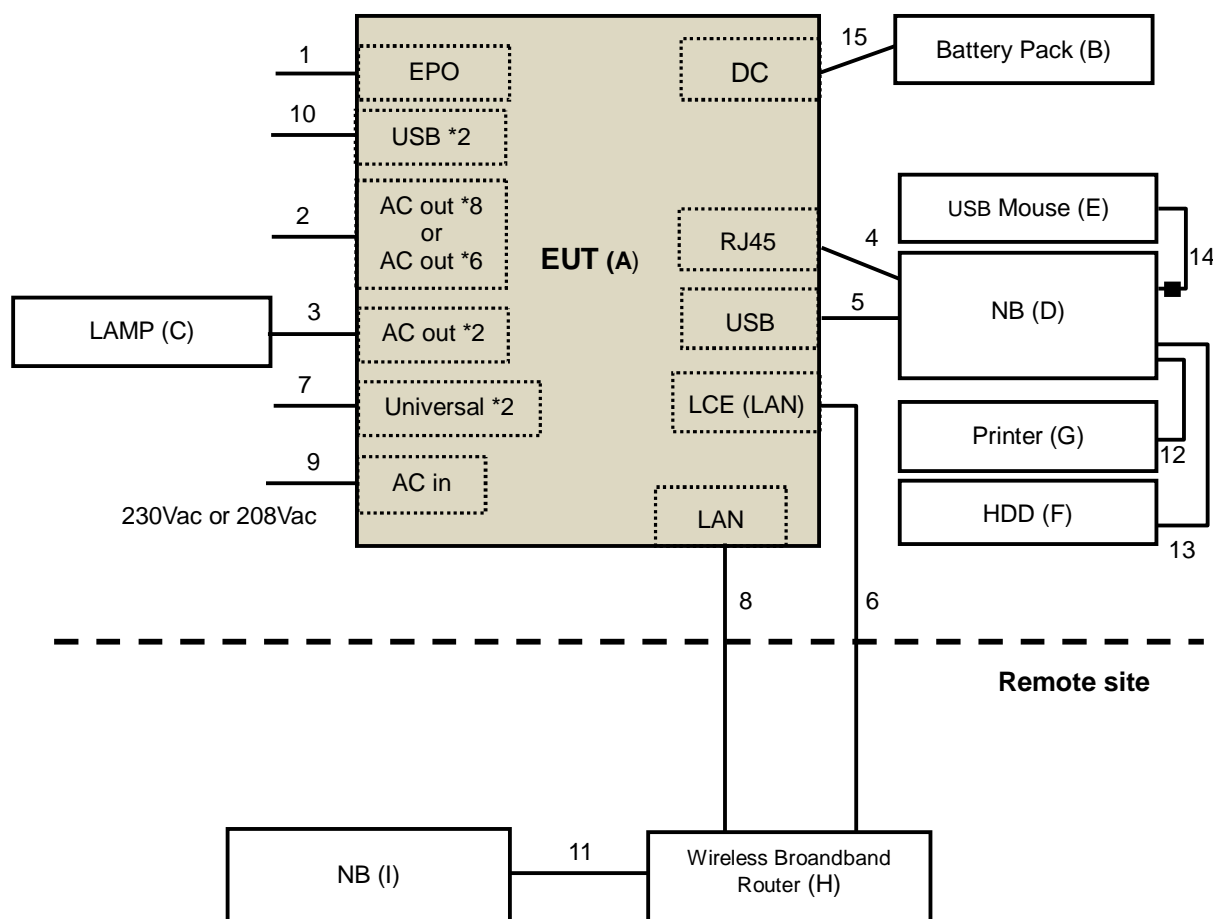 1
EPO
10
USB *2
2
AC out *8
or
AC out *6
LAMP (C)
3
AC out *2
7
Universal *2
9
AC in
230Vac or 208Vac
EUT (A)
DC
15
Battery Pack (B)
RJ45
4
USB
5
LCE (LAN)
LAN
USB Mouse (E)
14
NB (D)
Printer (G)
12
HDD (F)
13
8
6
Remote site
NB (I)
11
Wireless Broandband
Router (H)